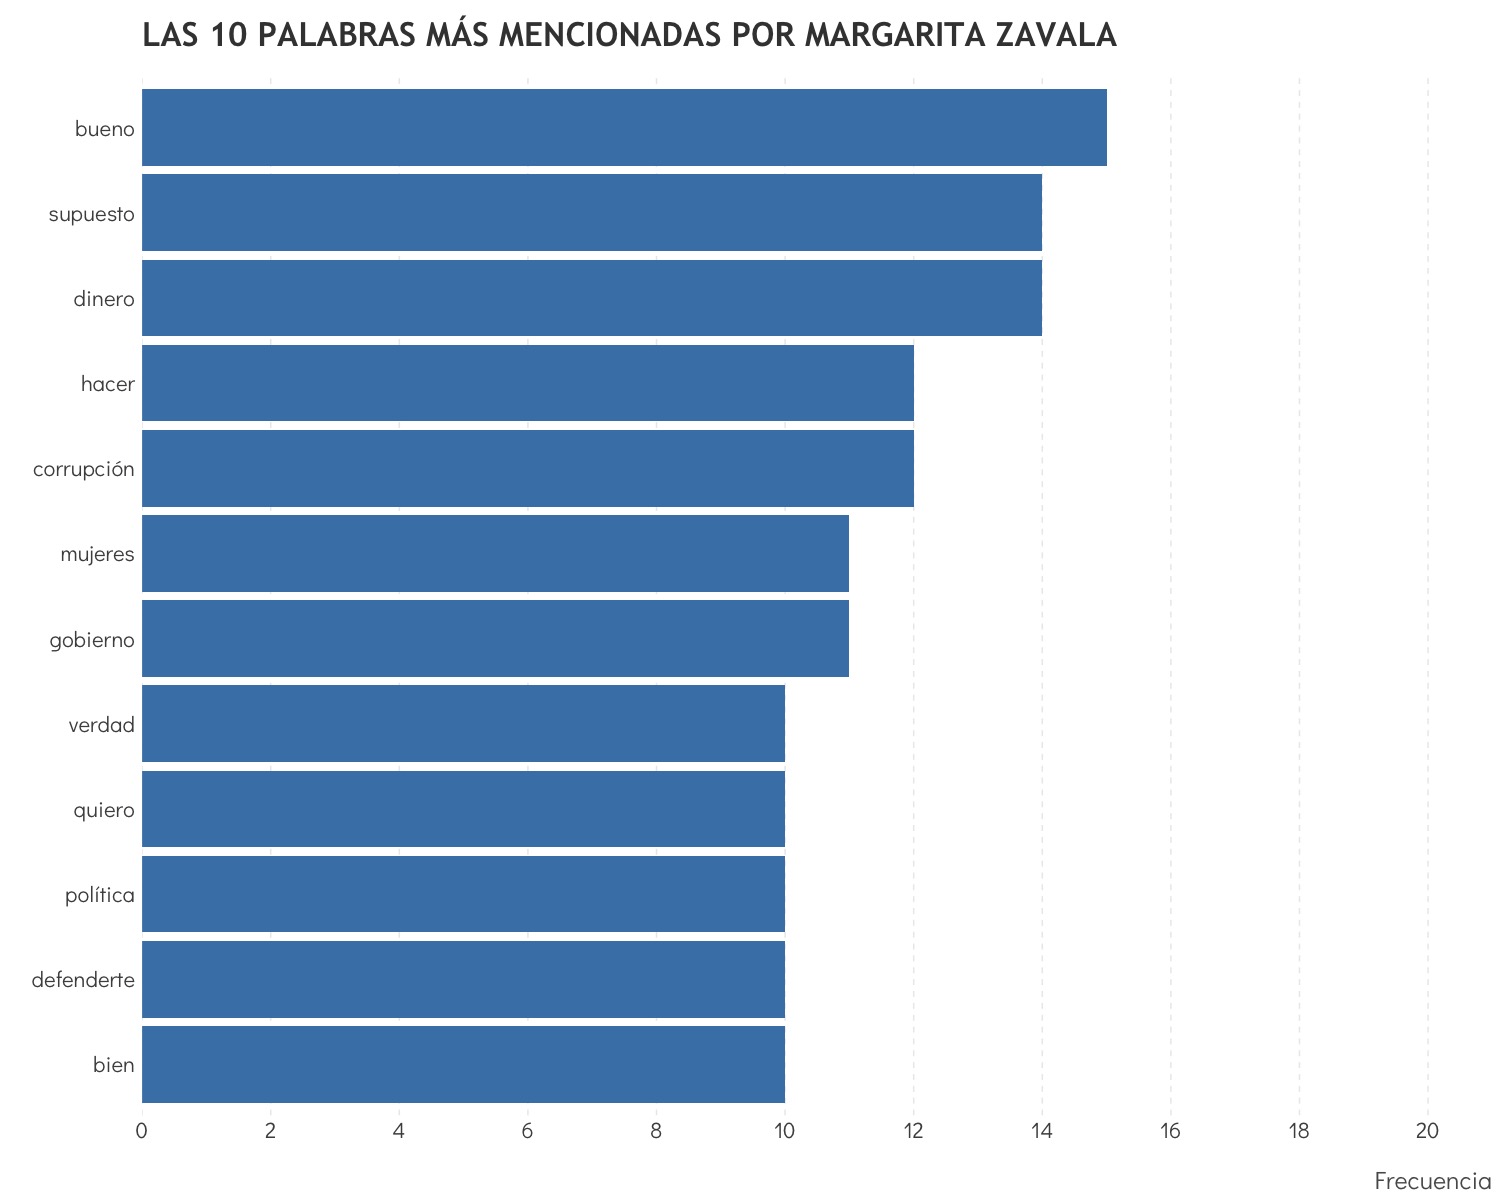 LAS 10 PALABRAS MÁS MENCIONADAS POR MARGARITA ZAVALA
bueno
supuesto
dinero
hacer
corrupción
mujeres
gobierno
verdad
quiero
política
defenderte
bien
0 2 4 6 8 10 12 14 16 18 20
Frecuencia